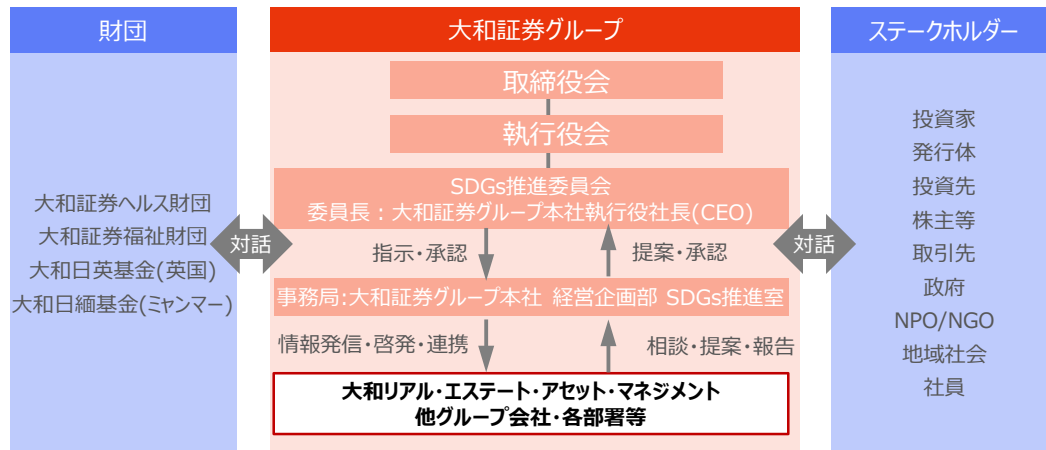 財団
大和証券ヘルス財団
大和証券福祉財団
大和日英基金(英国)
大和日緬基金(ミャンマー)
対話
大和証券グループ
取締役会
執行役会
SDGs推進委員会
委員長：大和証券グループ本社執行役社長(CEO)
指示・承認
提案・承認
事務局:大和証券グループ本社 経営企画部 SDGs推進室
情報発信・啓発・連携
相談・提案・報告
大和リアル・エステート・アセット・マネジメント
他グループ会社・各部署等
対話
ステークホルダー
投資家
発行体
投資先
株主等
取引先
政府
NPO/NGO
地域社会
社員